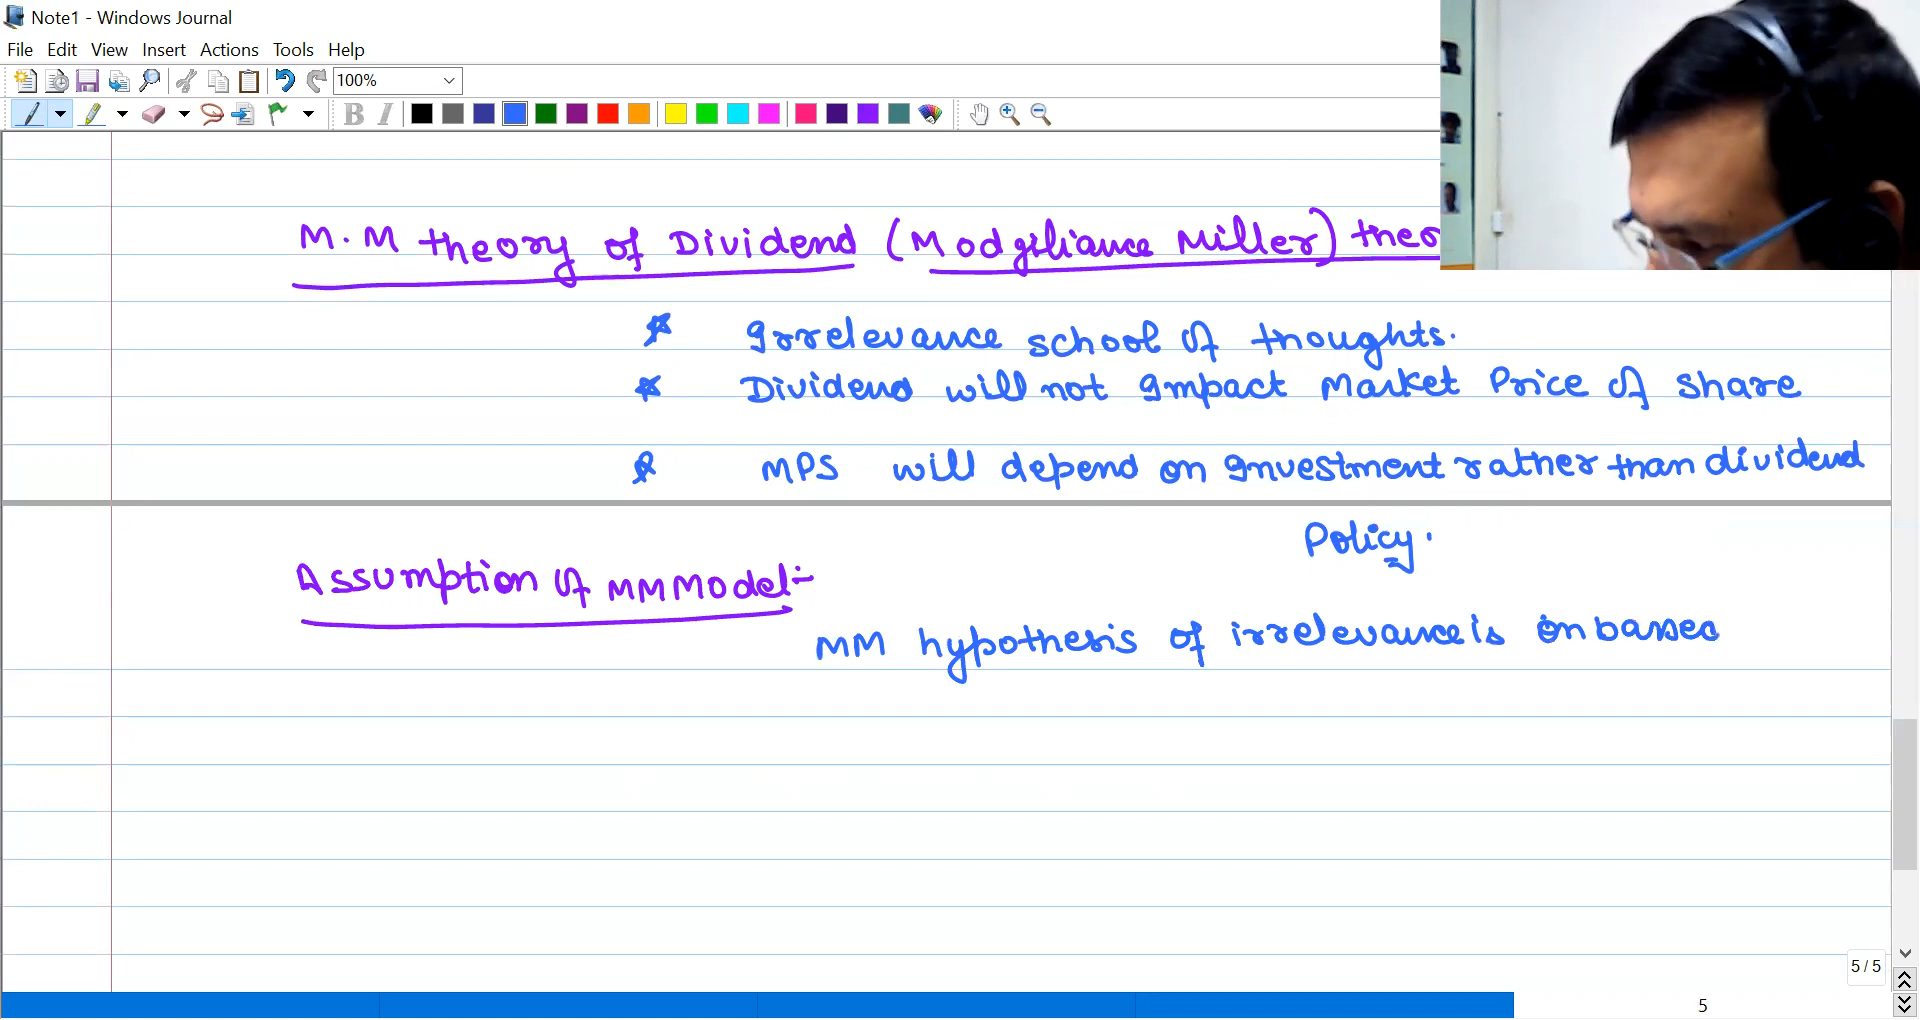 Note1 - Windows Journal
File Edit View Insert Actions Tools Help
100%
B I
M.M theory of Dividend (Modgiliance Miller) theo
Irrelevance school of thoughts.
Dividend will not Impact Market Price of Share
MPS will depend on Investment rather than dividend
Policy.
Assumption of MM Model:-
MM hypothesis of irrelevance is on bassed
5 / 5
5